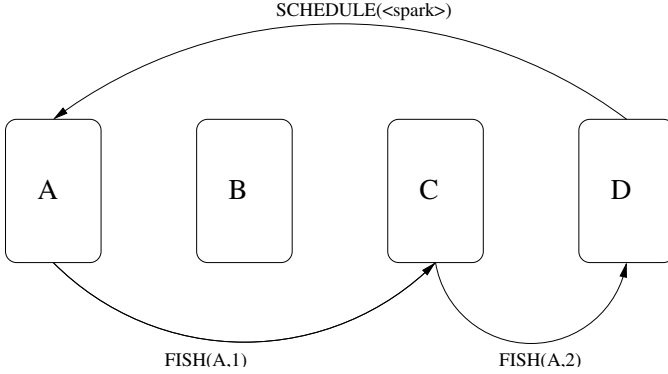 SCHEDULE(<spark>)
A B C D
FISH(A,1) FISH(A,2)